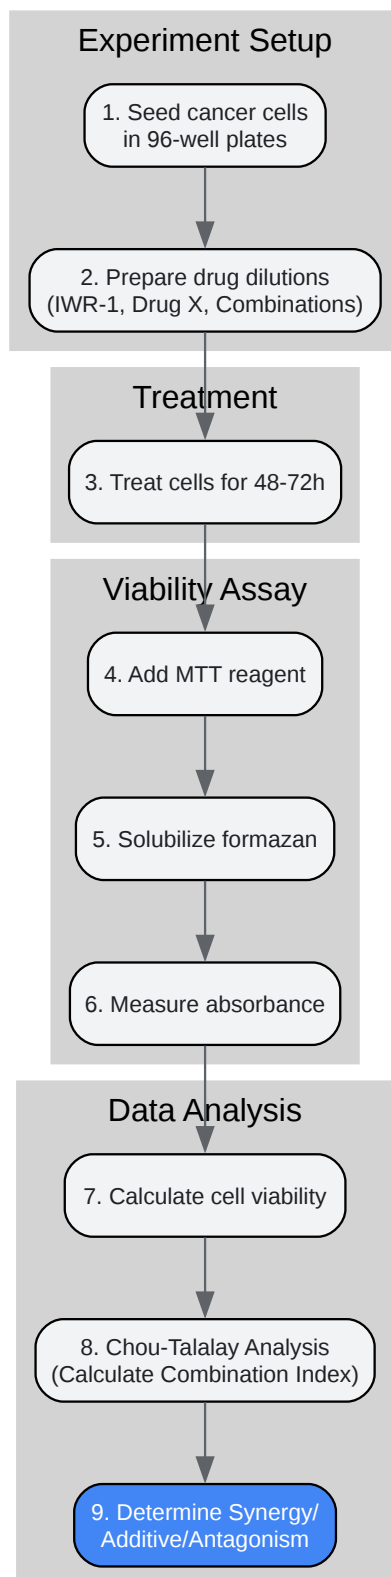 Experiment Setup
1. Seed cancer cells
in 96-well plates
2. Prepare drug dilutions
(IWR-1, Drug X, Combinations)
Treatment
3. Treat cells for 48-72h
Viability Assay
4. Add MTT reagent
5. Solubilize formazan
6. Measure absorbance
Data Analysis
7. Calculate cell viability
8. Chou-Talalay Analysis
(Calculate Combination Index)
9. Determine Synergy/
Additive/Antagonism